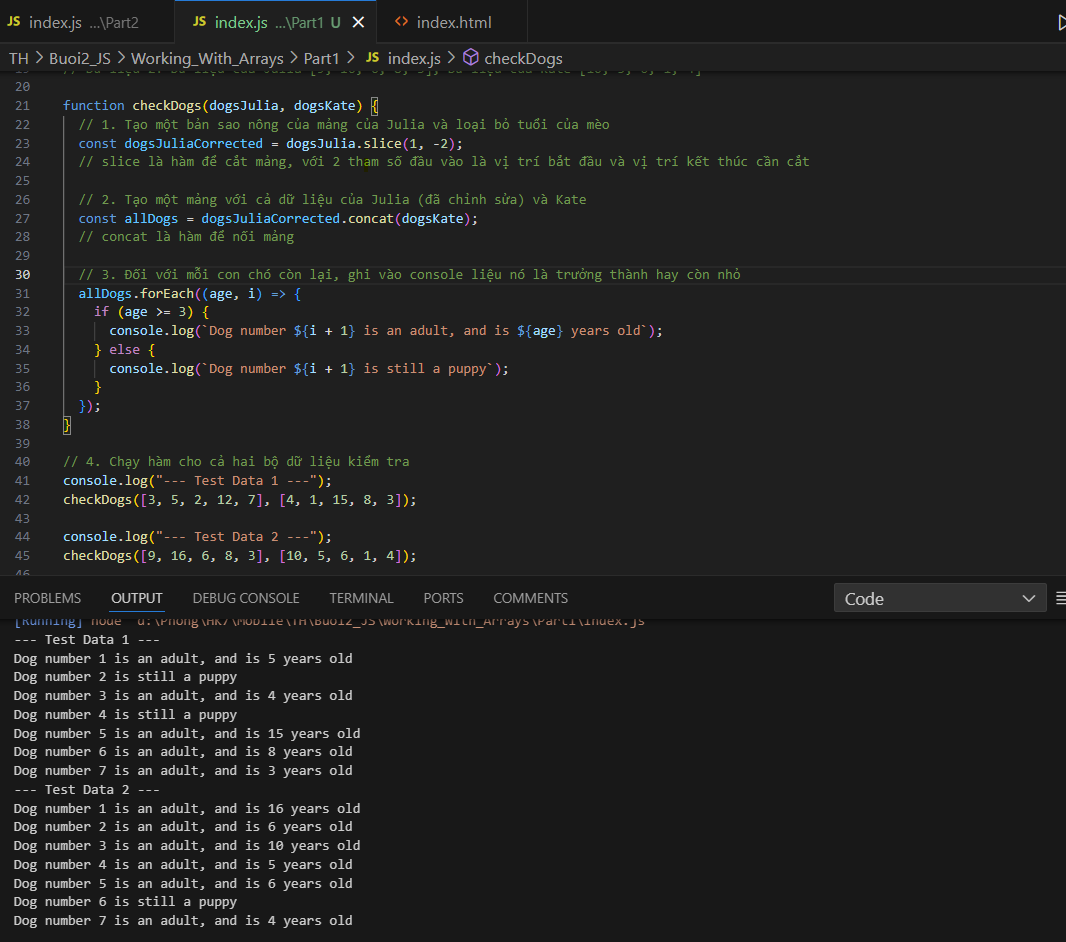 JS index.js ...\Part2
JS index.js ...\Part1 U
index.html
TH > Buoi2_JS > Working_With_Arrays > Part1 > JS index.js > checkDogs
20
21 function checkDogs(dogsJulia, dogsKate) {
22 // 1. Tạo một bản sao nông của mảng của Julia và loại bỏ tuổi của mèo
23 const dogsJuliaCorrected = dogsJulia.slice(1, -2);
24 // slice là hàm để cắt mảng, với 2 tham số đầu vào là vị trí bắt đầu và vị trí kết thúc cần cắt
25
26 // 2. Tạo một mảng với cả dữ liệu của Julia (đã chỉnh sửa) và Kate
27 const allDogs = dogsJuliaCorrected.concat(dogsKate);
28 // concat là hàm để nối mảng
29
30 // 3. Đối với mỗi con chó còn lại, ghi vào console liệu nó là trưởng thành hay còn nhỏ
31 allDogs.forEach((age, i) => {
32 if (age >= 3) {
33 console.log(`Dog number ${i + 1} is an adult, and is ${age} years old`);
34 } else {
35 console.log(`Dog number ${i + 1} is still a puppy`);
36 }
37 });
38 }
39
40 // 4. Chạy hàm cho cả hai bộ dữ liệu kiểm tra
41 console.log("--- Test Data 1 ---");
42 checkDogs([3, 5, 2, 12, 7], [4, 1, 15, 8, 3]);
43
44 console.log("--- Test Data 2 ---");
45 checkDogs([9, 16, 6, 8, 3], [10, 5, 6, 1, 4]);
PROBLEMS OUTPUT DEBUG CONSOLE TERMINAL PORTS COMMENTS Code
[Running] node "d:\Phong\HK7\Mobile\TH\Buoi2_JS\Working_With_Arrays\Part1\index.js"
--- Test Data 1 ---
Dog number 1 is an adult, and is 5 years old
Dog number 2 is still a puppy
Dog number 3 is an adult, and is 4 years old
Dog number 4 is still a puppy
Dog number 5 is an adult, and is 15 years old
Dog number 6 is an adult, and is 8 years old
Dog number 7 is an adult, and is 3 years old
--- Test Data 2 ---
Dog number 1 is an adult, and is 16 years old
Dog number 2 is an adult, and is 6 years old
Dog number 3 is an adult, and is 10 years old
Dog number 4 is an adult, and is 5 years old
Dog number 5 is an adult, and is 6 years old
Dog number 6 is still a puppy
Dog number 7 is an adult, and is 4 years old